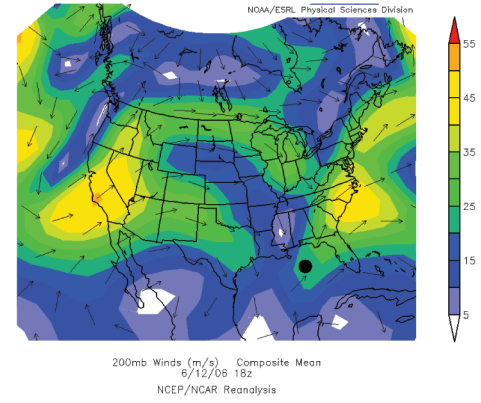 NOAA/ESRL Physical Sciences Division
55
45
35
25
15
5
200mb Winds (m/s) Composite Mean
6/12/06 18z
NCEP/NCAR Reanalysis